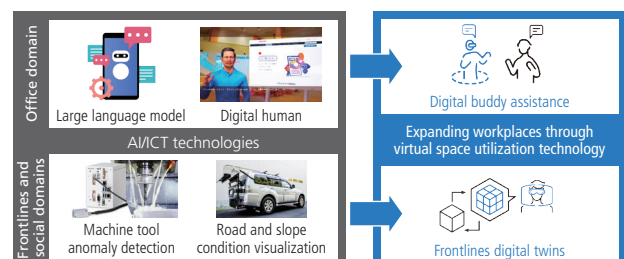 Office domain
Large language model
Digital human
AI/ICT technologies
Frontlines and
social domains
Machine tool
anomaly detection
Road and slope
condition visualization
Digital buddy assistance
Expanding workplaces through
virtual space utilization technology
Frontlines digital twins